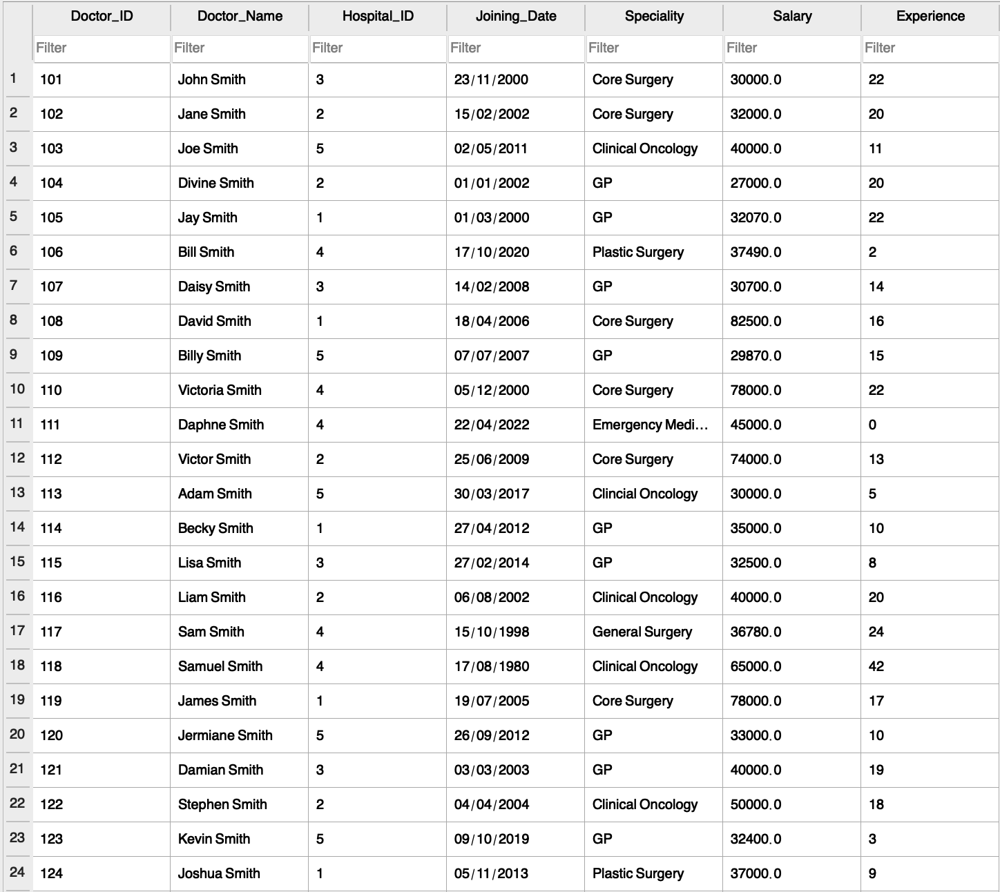 Doctor_ID Doctor_Name Hospital_ID Joining_Date Speciality Salary Experience
Filter Filter Filter Filter Filter Filter Filter
1 101 John Smith 3 23/11/2000 Core Surgery 30000.0 22
2 102 Jane Smith 2 15/02/2002 Core Surgery 32000.0 20
3 103 Joe Smith 5 02/05/2011 Clinical Oncology 40000.0 11
4 104 Divine Smith 2 01/01/2002 GP 27000.0 20
5 105 Jay Smith 1 01/03/2000 GP 32070.0 22
6 106 Bill Smith 4 17/10/2020 Plastic Surgery 37490.0 2
7 107 Daisy Smith 3 14/02/2008 GP 30700.0 14
8 108 David Smith 1 18/04/2006 Core Surgery 82500.0 16
9 109 Billy Smith 5 07/07/2007 GP 29870.0 15
10 110 Victoria Smith 4 05/12/2000 Core Surgery 78000.0 22
11 111 Daphne Smith 4 22/04/2022 Emergency Medi... 45000.0 0
12 112 Victor Smith 2 25/06/2009 Core Surgery 74000.0 13
13 113 Adam Smith 5 30/03/2017 Clincial Oncology 30000.0 5
14 114 Becky Smith 1 27/04/2012 GP 35000.0 10
15 115 Lisa Smith 3 27/02/2014 GP 32500.0 8
16 116 Liam Smith 2 06/08/2002 Clinical Oncology 40000.0 20
17 117 Sam Smith 4 15/10/1998 General Surgery 36780.0 24
18 118 Samuel Smith 4 17/08/1980 Clinical Oncology 65000.0 42
19 119 James Smith 1 19/07/2005 Core Surgery 78000.0 17
20 120 Jermiane Smith 5 26/09/2012 GP 33000.0 10
21 121 Damian Smith 3 03/03/2003 GP 40000.0 19
22 122 Stephen Smith 2 04/04/2004 Clinical Oncology 50000.0 18
23 123 Kevin Smith 5 09/10/2019 GP 32400.0 3
24 124 Joshua Smith 1 05/11/2013 Plastic Surgery 37000.0 9